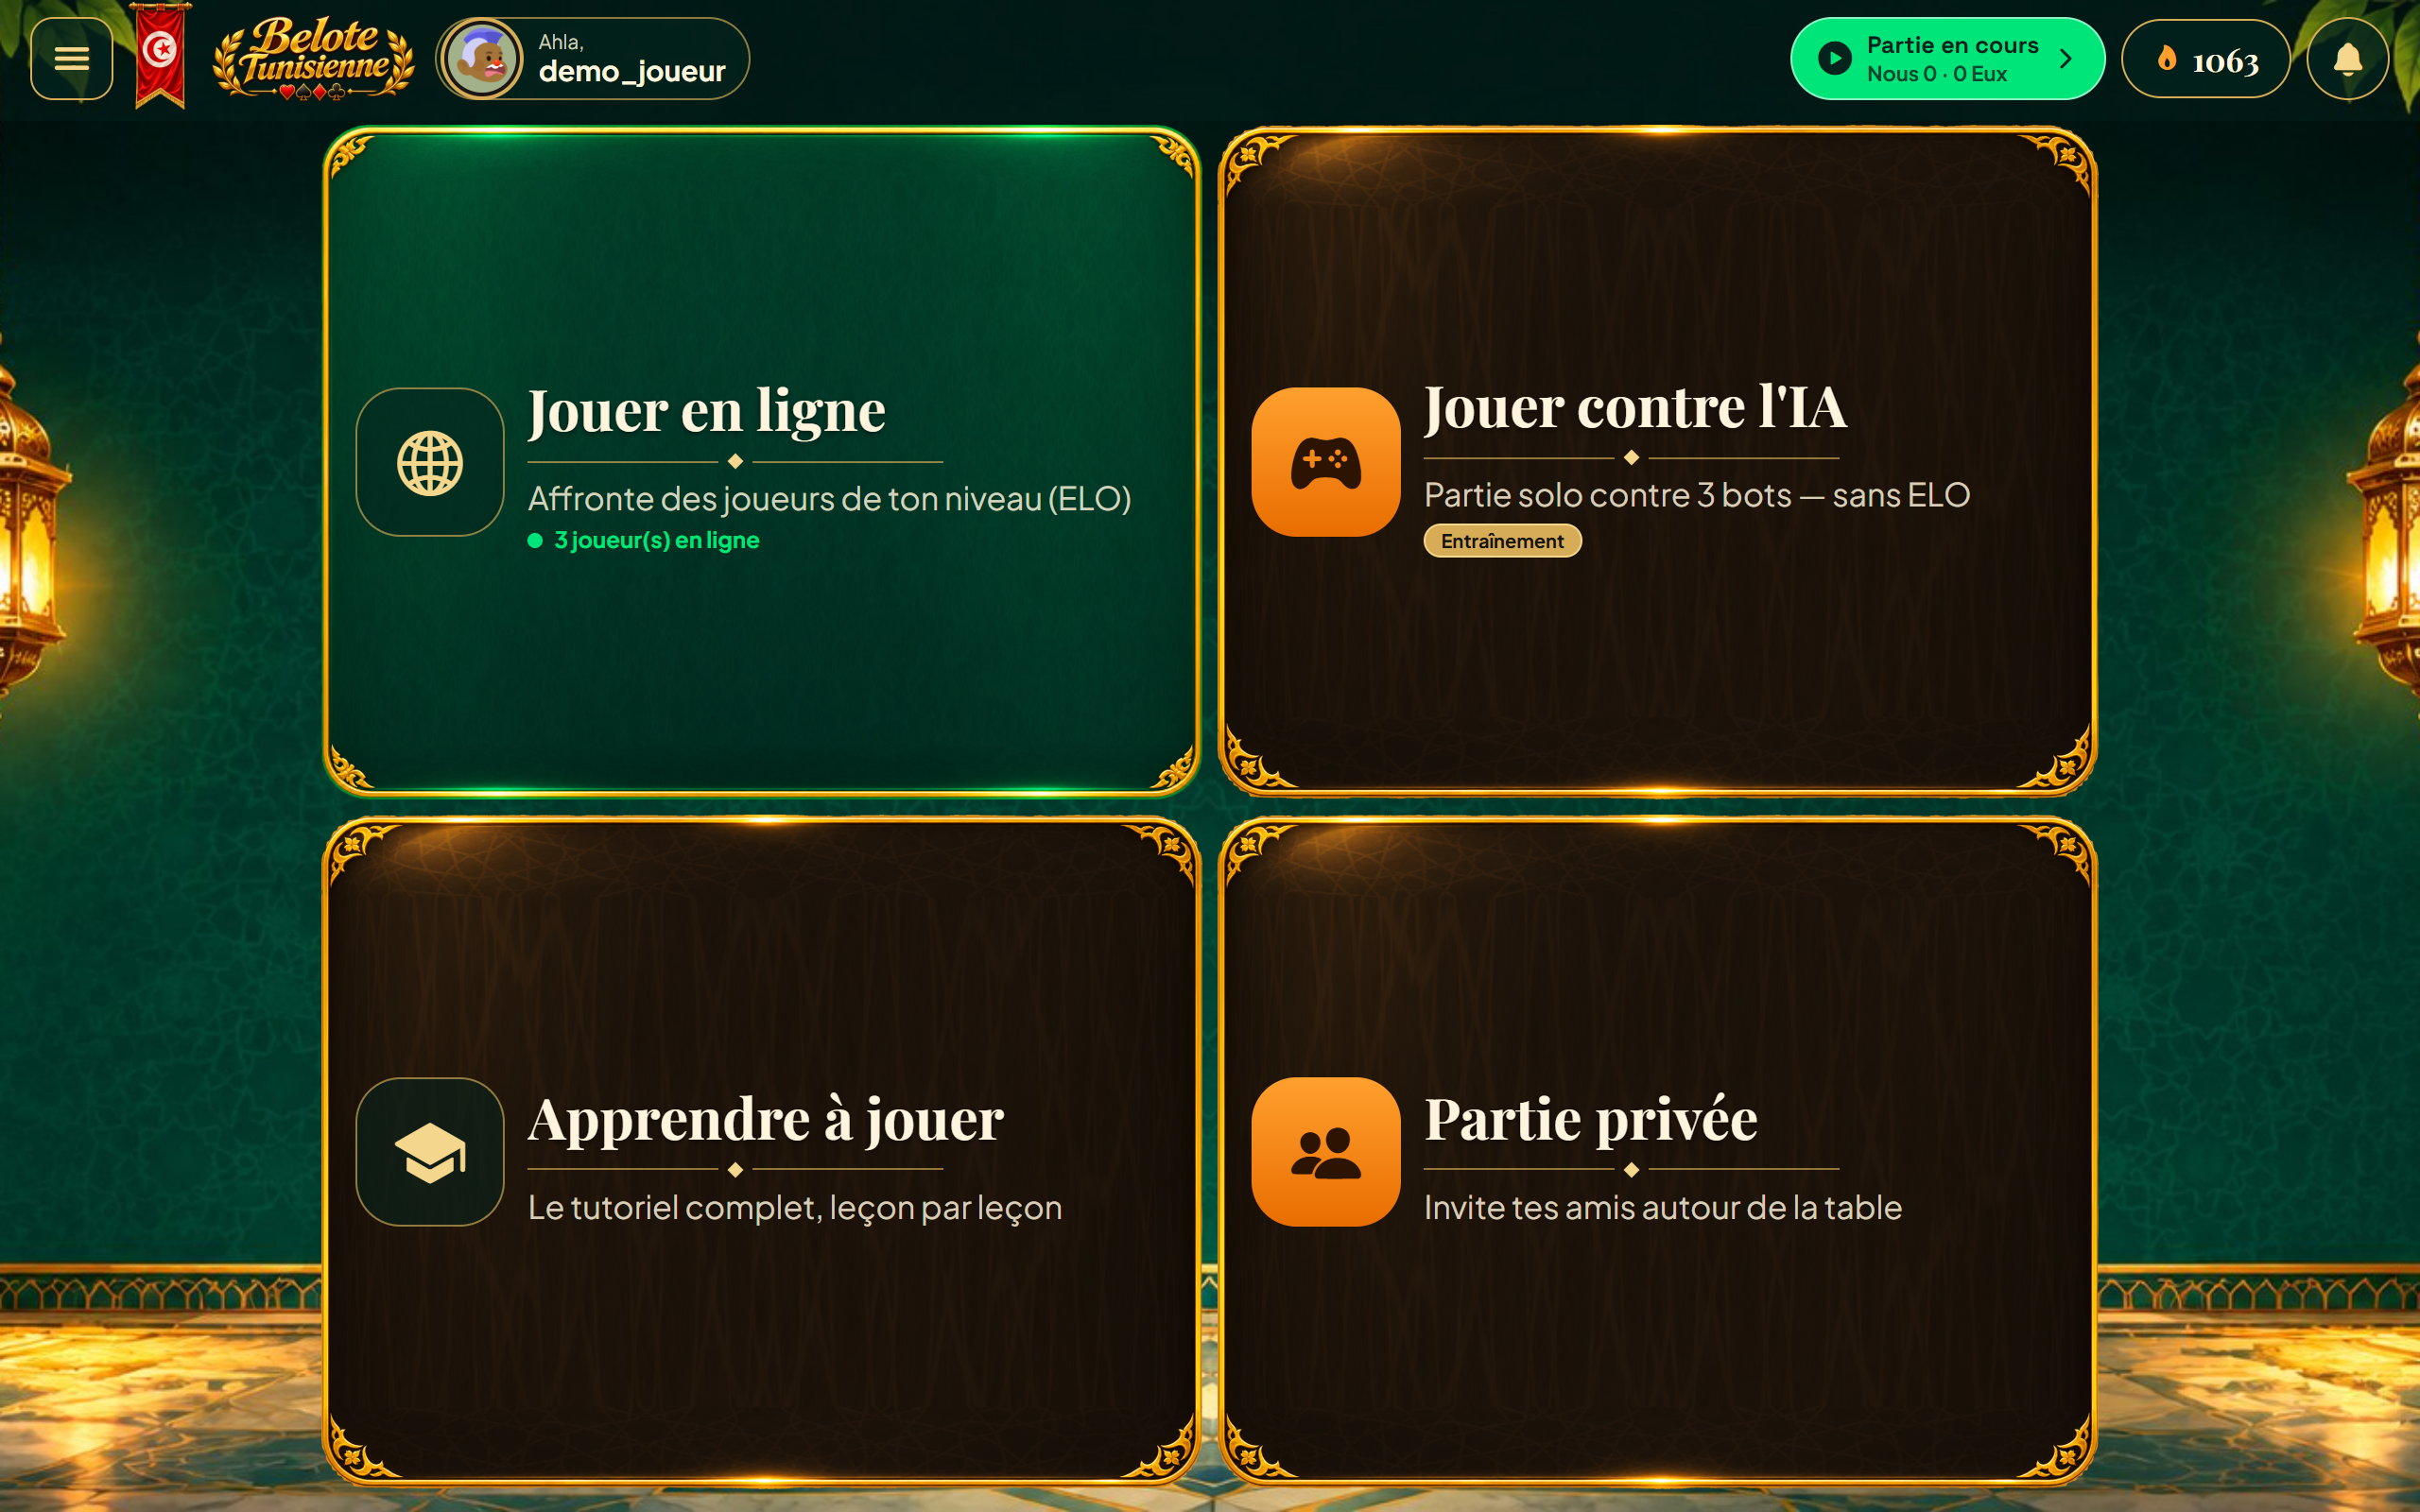 Belote
Tunisienne
Ahla,
demo_joueur
Partie en cours
Nous 0 · 0 Eux
1063
Jouer en ligne
Affronte des joueurs de ton niveau (ELO)
3 joueur(s) en ligne
Jouer contre l'IA
Partie solo contre 3 bots — sans ELO
Entraînement
Apprendre à jouer
Le tutoriel complet, leçon par leçon
Partie privée
Invite tes amis autour de la table